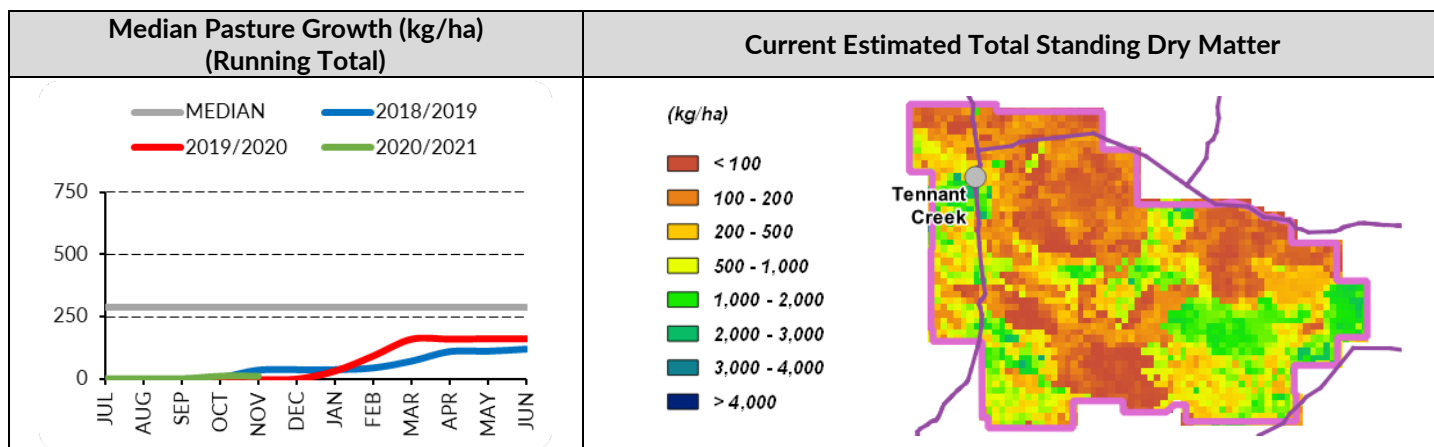 Median Pasture Growth (kg/ha)
(Running Total)
Current Estimated Total Standing Dry Matter
MEDIAN
2018/2019
2019/2020
2020/2021
750
500
250
0
JUL
AUG
SEP
OCT
NOV
DEC
JAN
FEB
MAR
APR
MAY
JUN
(kg/ha)
< 100
100 - 200
200 - 500
500 - 1,000
1,000 - 2,000
2,000 - 3,000
3,000 - 4,000
> 4,000
Tennant
Creek